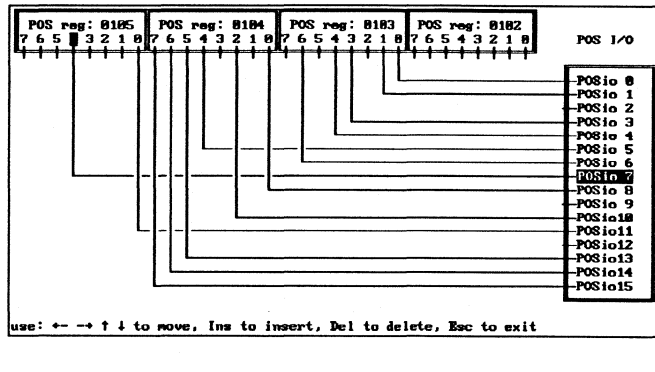 POS reg: 0105 POS reg: 0104 POS reg: 0103 POS reg: 0102
7 6 5 3 2 1 0 7 6 5 4 3 2 1 0 7 6 5 4 3 2 1 0 7 6 5 4 3 2 1 0
POS I/O
POSio 0
POSio 1
POSio 2
POSio 3
POSio 4
POSio 5
POSio 6
POSio 7
POSio 8
POSio 9
POSio10
POSio11
POSio12
POSio13
POSio14
POSio15
use: ←- -→ ↑ ↓ to move, Ins to insert, Del to delete, Esc to exit